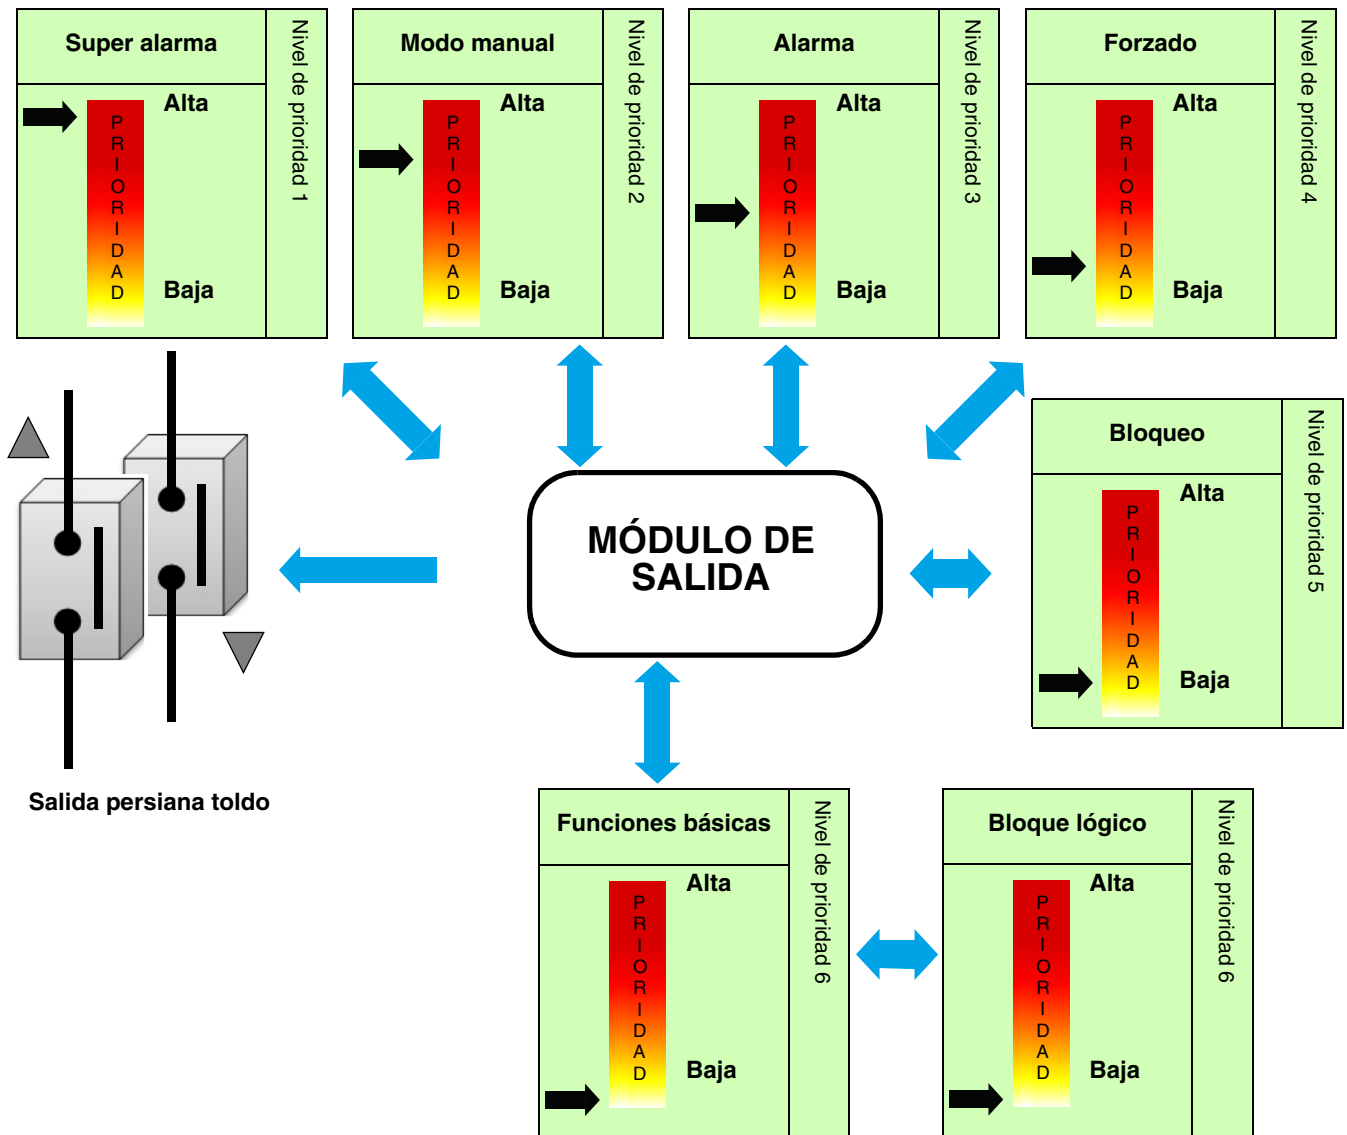 Super alarma
Nivel de prioridad 1
Alta
PRIORIDAD
Baja
Modo manual
Nivel de prioridad 2
Alta
PRIORIDAD
Baja
Alarma
Nivel de prioridad 3
Alta
PRIORIDAD
Baja
Forzado
Nivel de prioridad 4
Alta
PRIORIDAD
Baja
Bloqueo
Nivel de prioridad 5
Alta
PRIORIDAD
Baja
MÓDULO DE
SALIDA
Salida persiana toldo
Funciones básicas
Nivel de prioridad 6
Alta
PRIORIDAD
Baja
Bloque lógico
Nivel de prioridad 6
Alta
PRIORIDAD
Baja